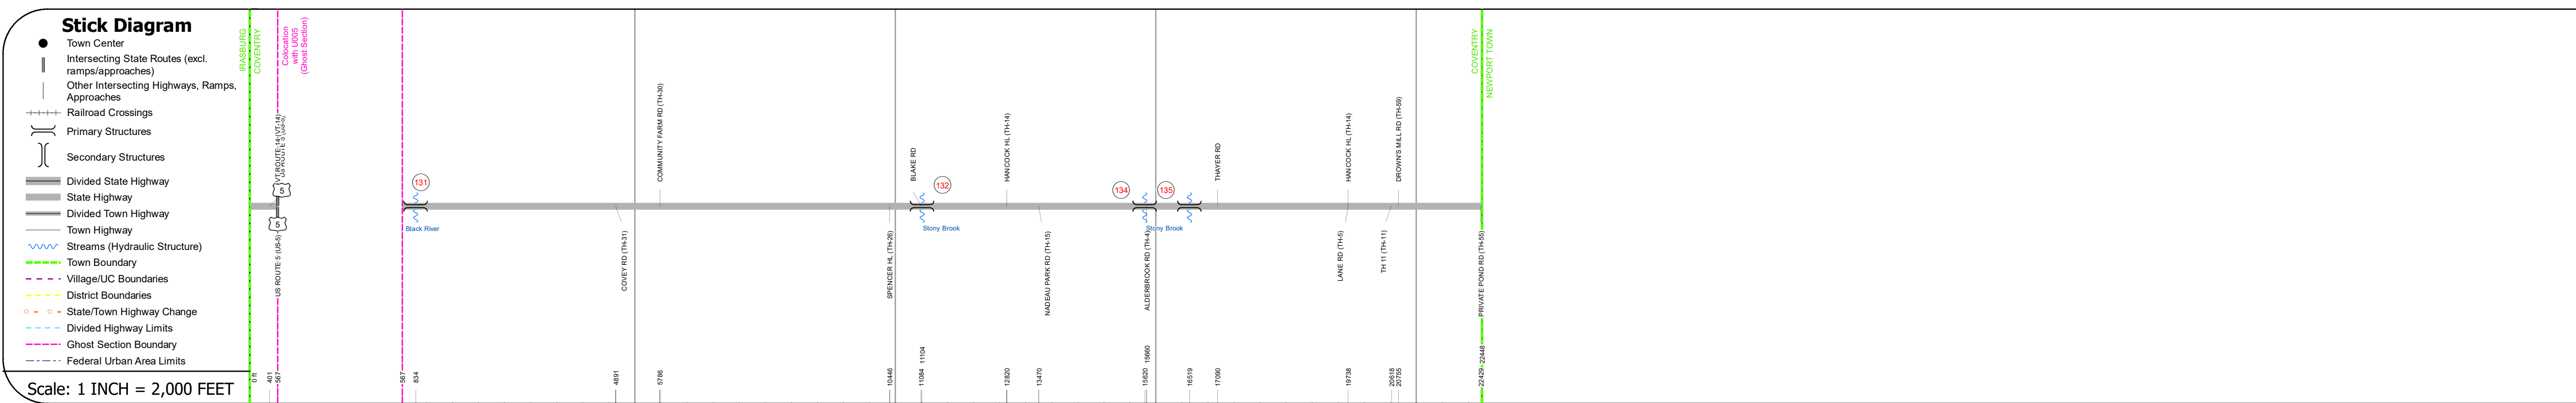 Stick Diagram
Town Center
Intersecting State Routes (excl.
ramps/approaches)
Other Intersecting Highways, Ramps,
Approaches
Railroad Crossings
Primary Structures
Secondary Structures
Divided State Highway
State Highway
Divided Town Highway
Town Highway
Streams (Hydraulic Structure)
Town Boundary
Village/UC Boundaries
District Boundaries
State/Town Highway Change
Divided Highway Limits
Ghost Section Boundary
Federal Urban Area Limits
Scale: 1 INCH = 2,000 FEET
IRASBURG
COVENTRY
Colocation
with U005
(Ghost Section)
VT ROUTE 14 (VT-14)
US ROUTE 5 (US-5)
5
5
US ROUTE 5 (US-5)
131
Black River
COVEY RD (TH-31)
COMMUNITY FARM RD (TH-30)
SPENCER HL (TH-26)
BLAKE RD
132
Stony Brook
HANCOCK HL (TH-14)
NADEAU PARK RD (TH-15)
134
135
ALDERBROOK RD (TH-4)
Stony Brook
THAYER RD
HANCOCK HL (TH-14)
LANE RD (TH-5)
TH 11 (TH-11)
DROWN'S MILL RD (TH-59)
COVENTRY
NEWPORT TOWN
PRIVATE POND RD (TH-55)
0 ft
401
567
567
834
4891
5786
10446
11084
11104
12820
13470
15620
15660
16519
17090
19738
20618
20755
22429
22448